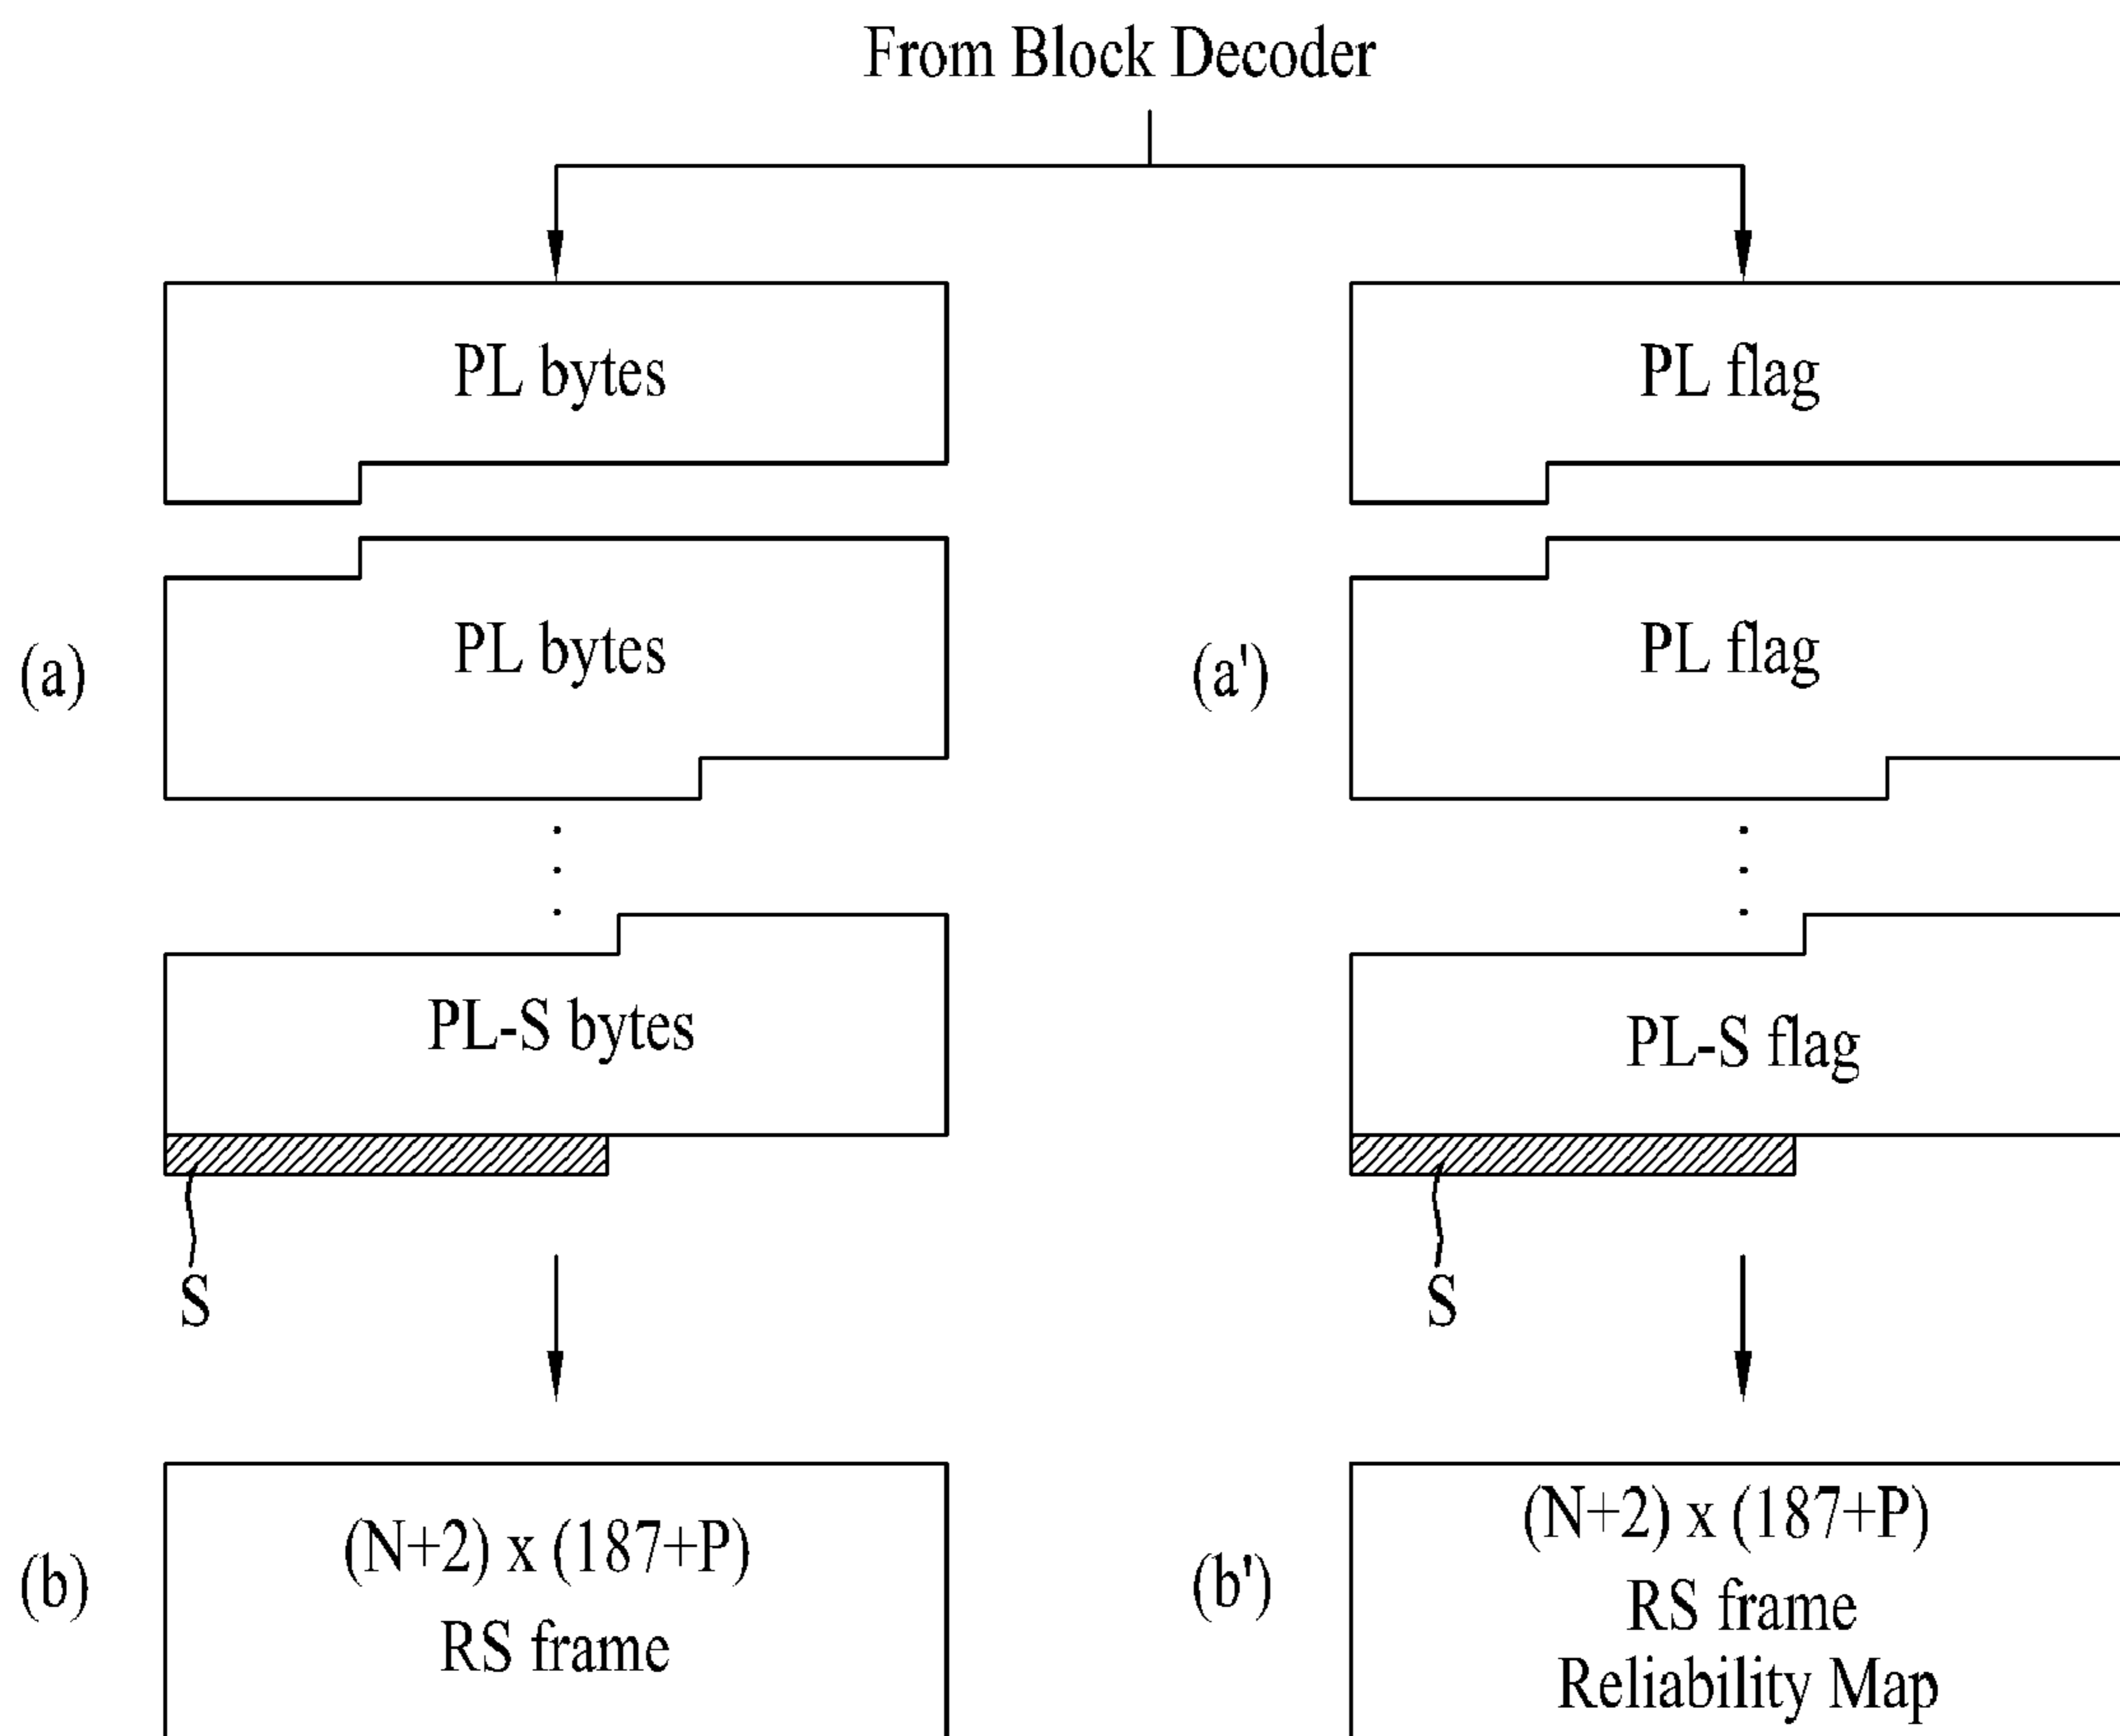 From Block Decoder
PL bytes
PL flag
(a)
PL bytes
(a')
PL flag
PL-S bytes
PL-S flag
S
S
(b)
(N+2) x (187+P)
RS frame
(b')
(N+2) x (187+P)
RS frame
Reliability Map